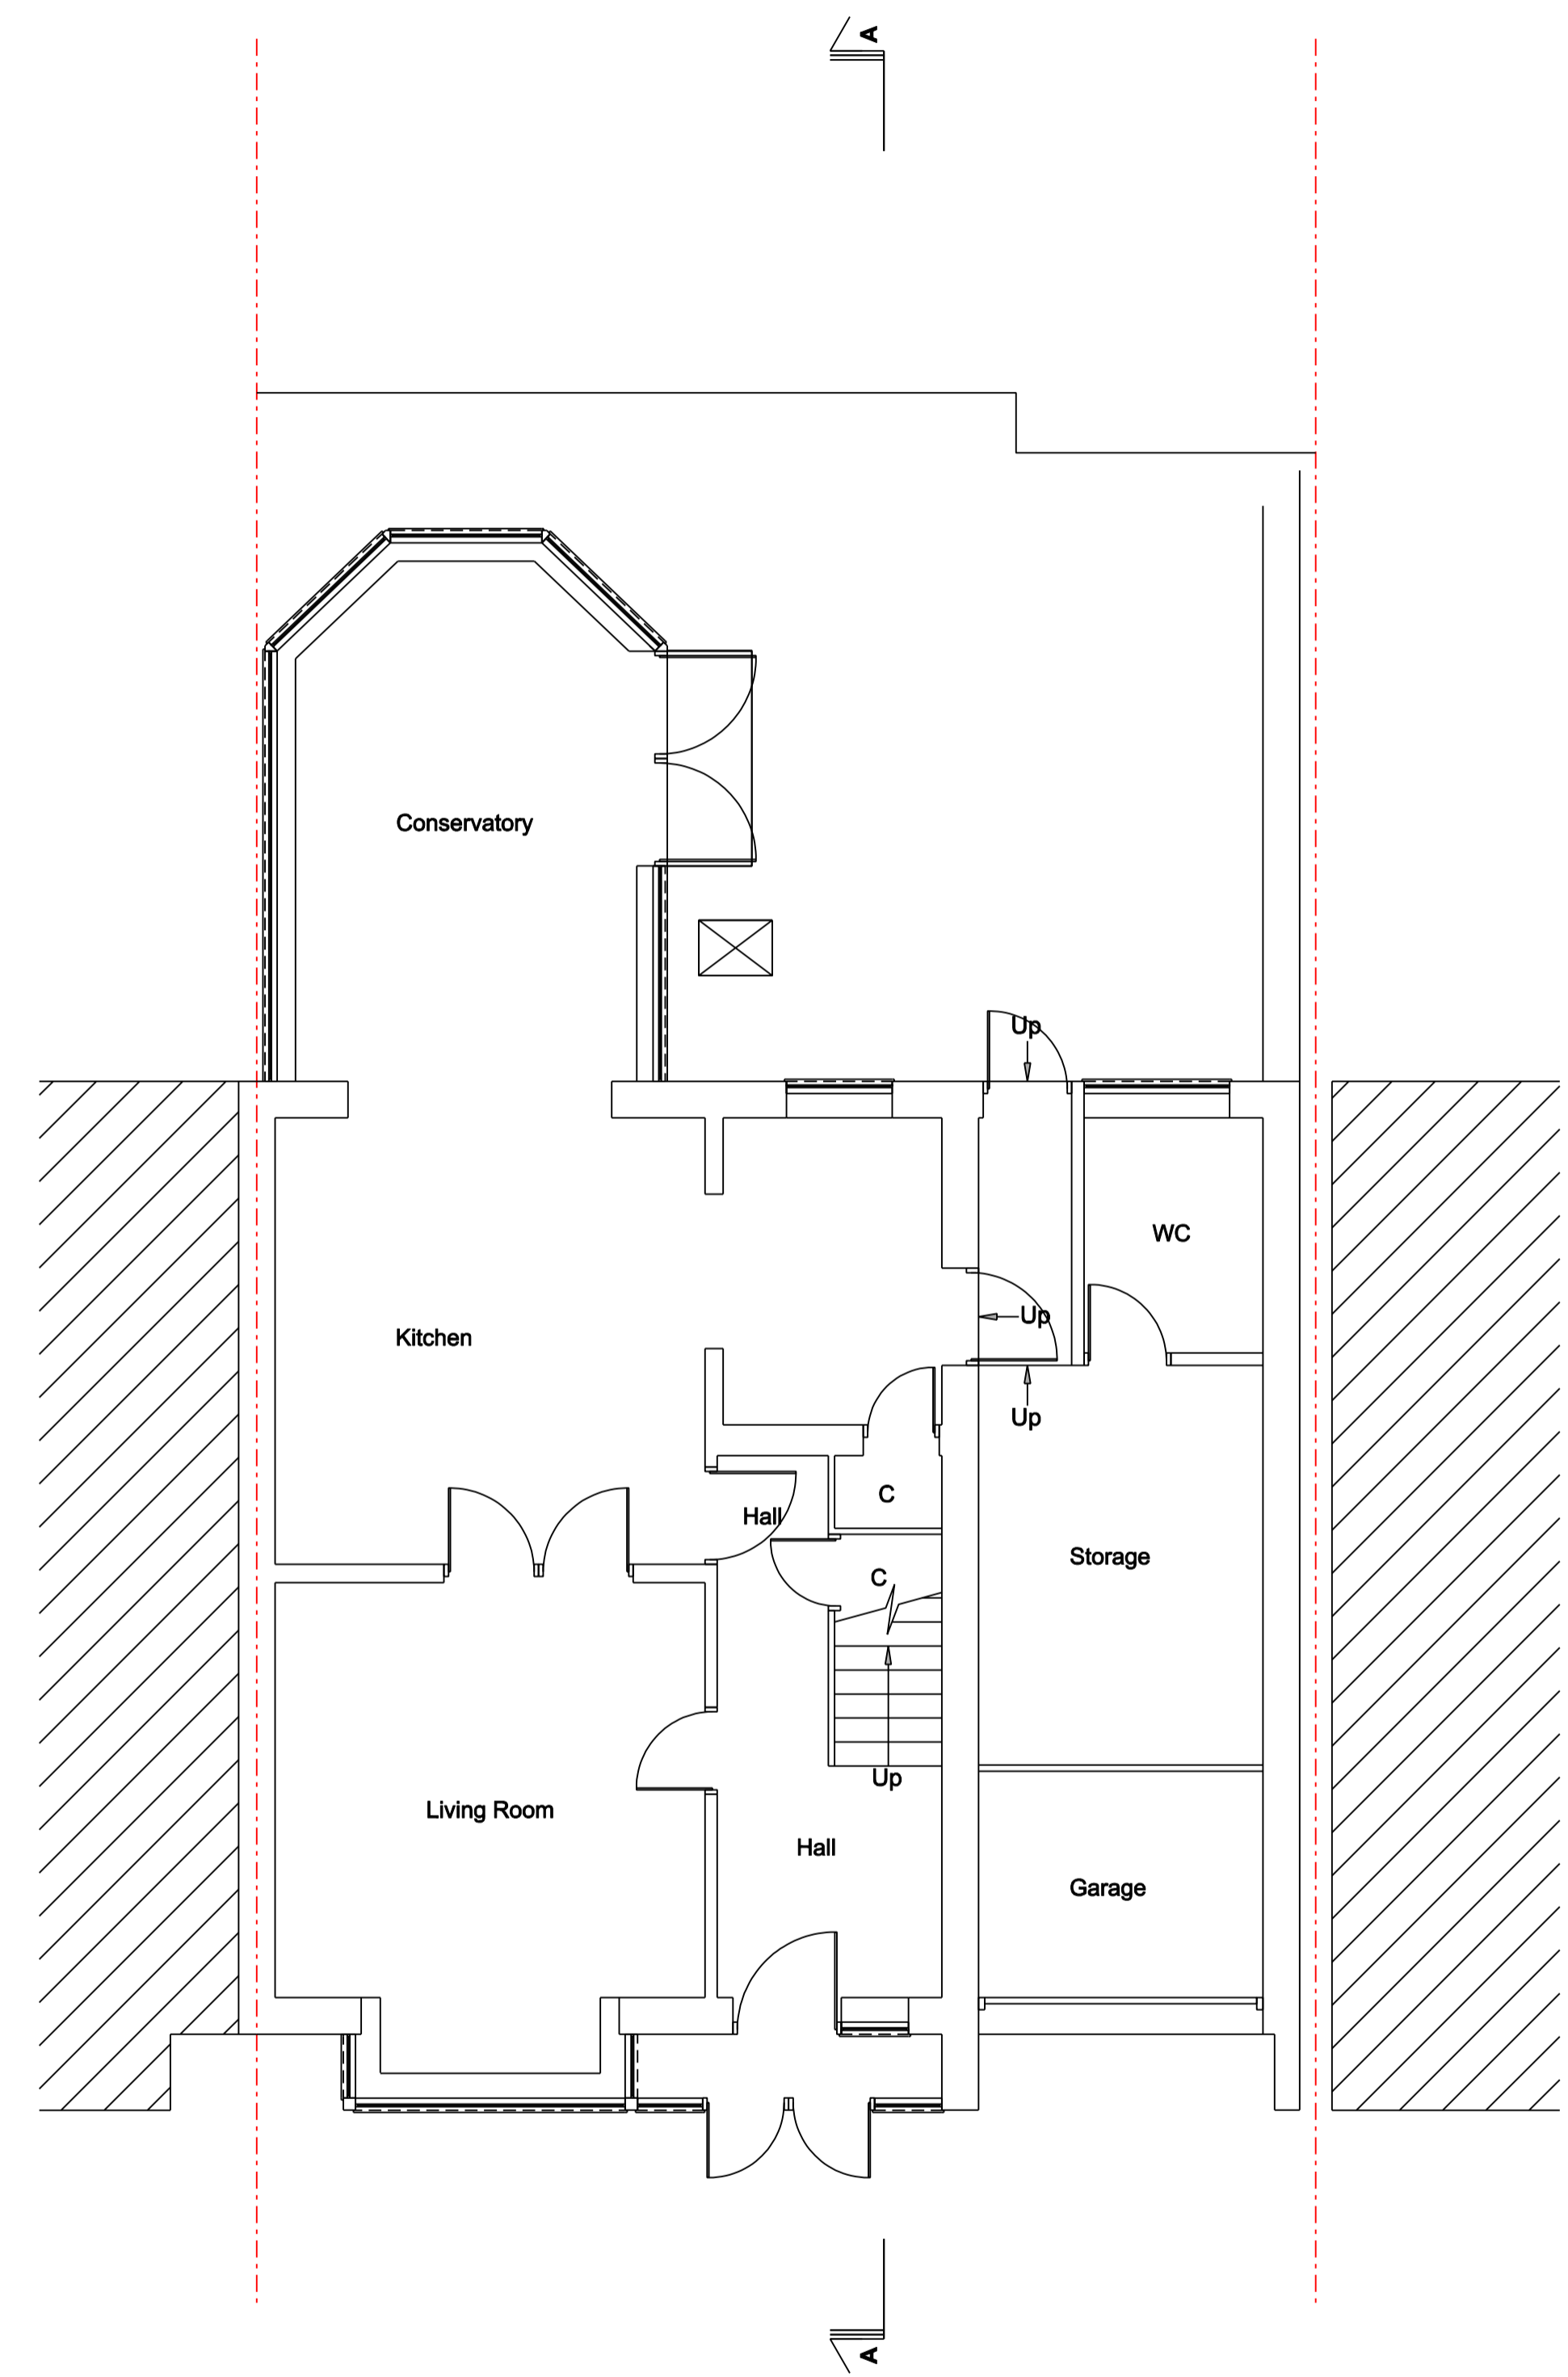 A
Conservatory
Up
WC
Up
Kitchen
Up
C
Hall
Storage
C
Up
Living Room
Hall
Garage
A